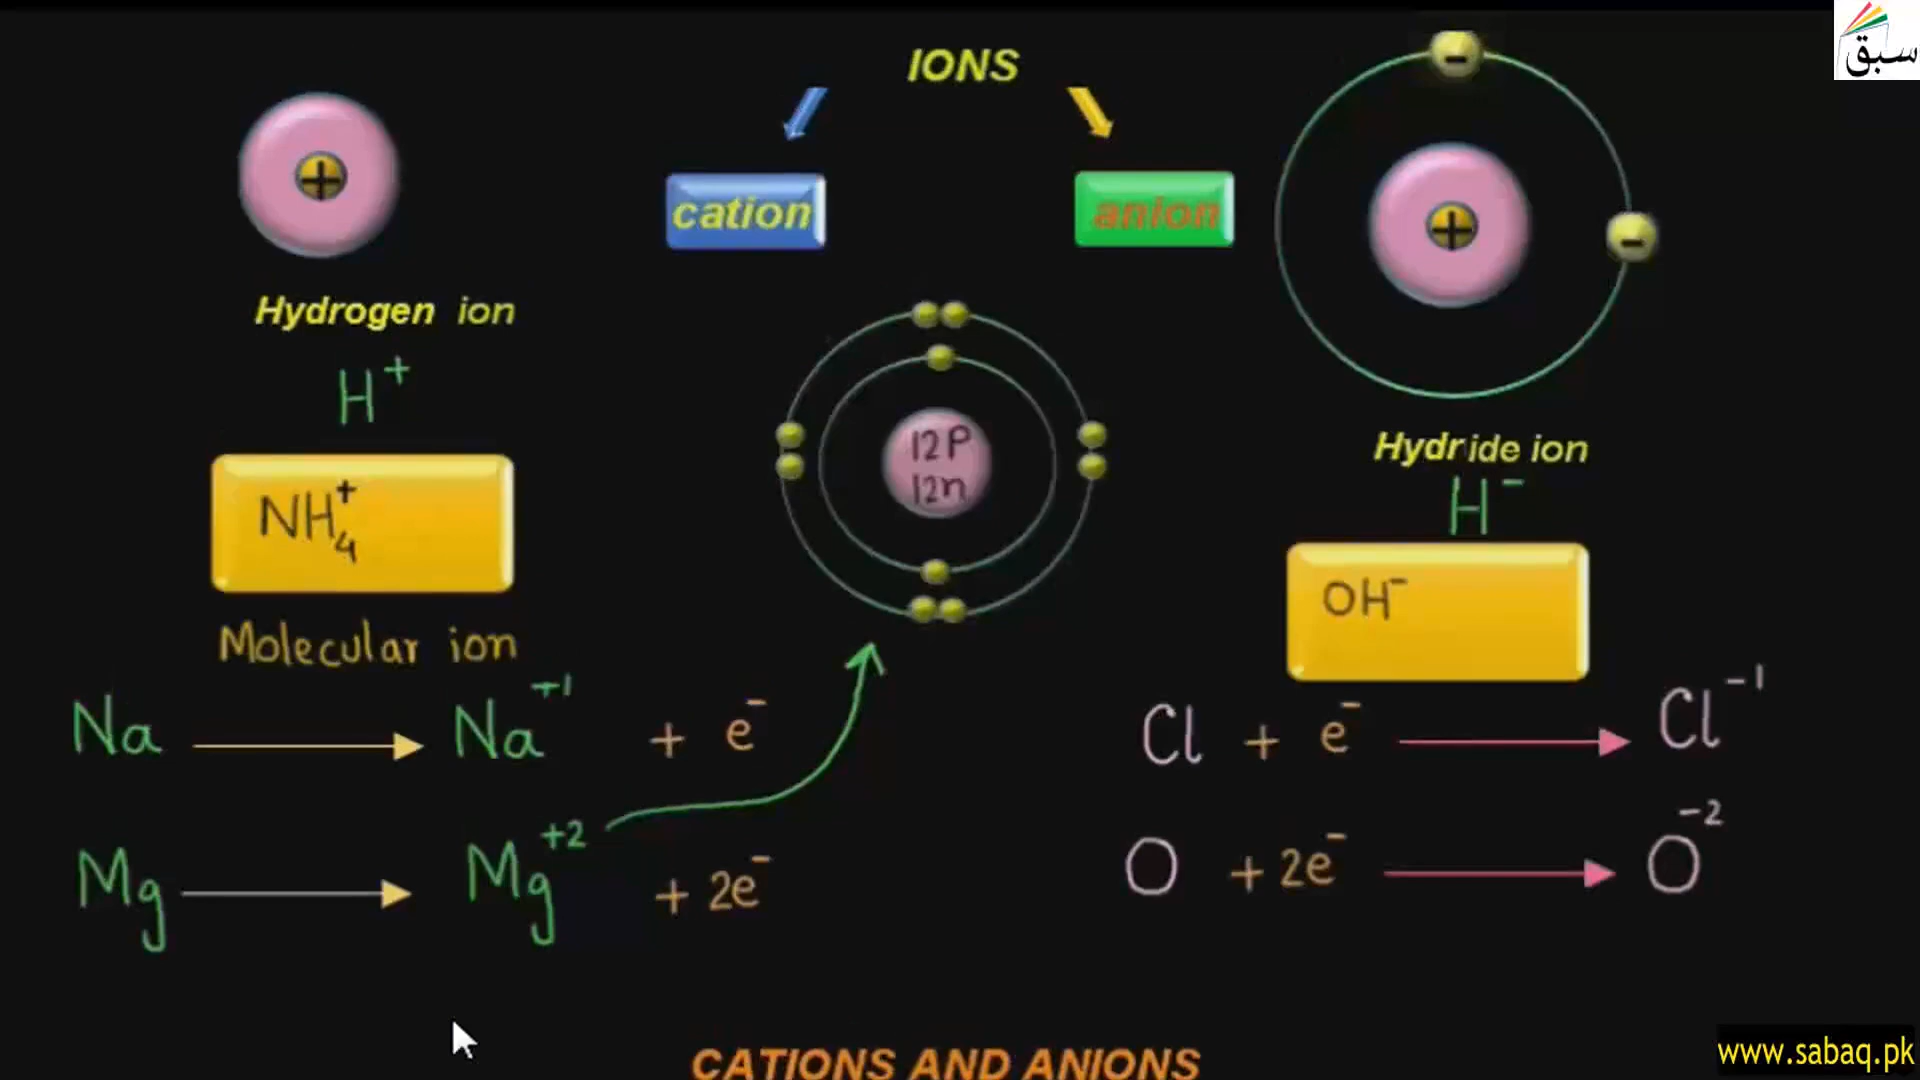 سبق
IONS
cation
anion
Hydrogen ion
H⁺
NH₄⁺
Molecular ion
12P
12n
Hydride ion
H⁻
OH⁻
Na → Na⁺¹ + e⁻
Cl + e⁻ → Cl⁻¹
Mg → Mg⁺² + 2e⁻
O + 2e⁻ → O⁻²
CATIONS AND ANIONS
www.sabaq.pk